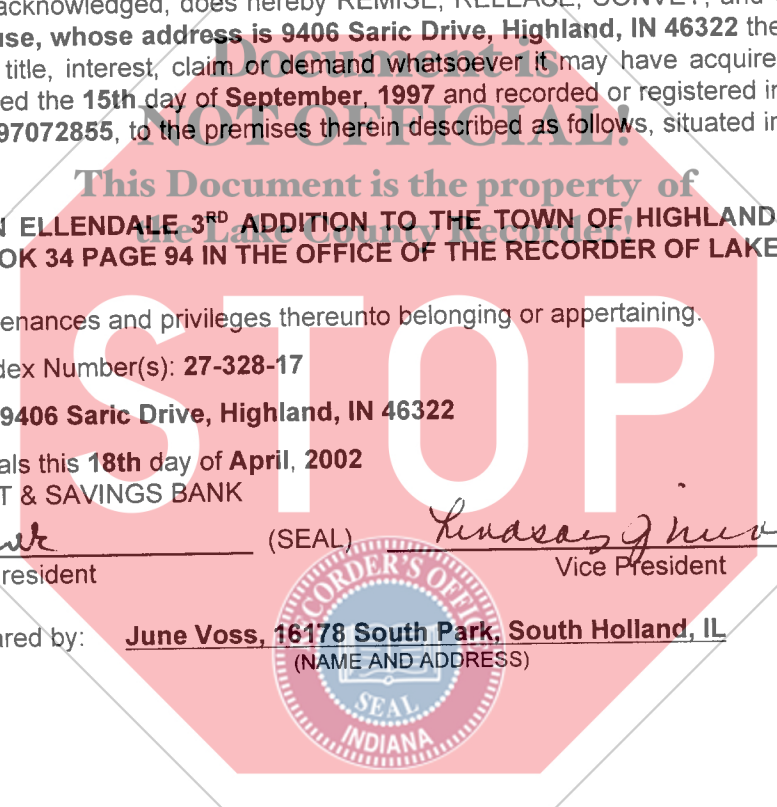 acknowledged, does hereby REMISE, RELEASE, CONVEY, and
use, whose address is 9406 Saric Drive, Highland, IN 46322 the
title, interest, claim or demand whatsoever it may have acquire
ed the 15th day of September, 1997 and recorded or registered in
97072855, to the premises therein described as follows, situated in
Document is
NOT OFFICIAL!
This Document is the property of
the Lake County Recorder!
N ELLENDALE 3RD ADDITION TO THE TOWN OF HIGHLAND
OK 34 PAGE 94 IN THE OFFICE OF THE RECORDER OF LAKE
STOP
enances and privileges thereunto belonging or appertaining.
dex Number(s): 27-328-17
9406 Saric Drive, Highland, IN 46322
als this 18th day of April, 2002
T & SAVINGS BANK
(SEAL) Lindsay
resident Vice President
ared by: June Voss, 16178 South Park, South Holland, IL
(NAME AND ADDRESS)
RECORDER'S OFFICE
SEAL
INDIANA